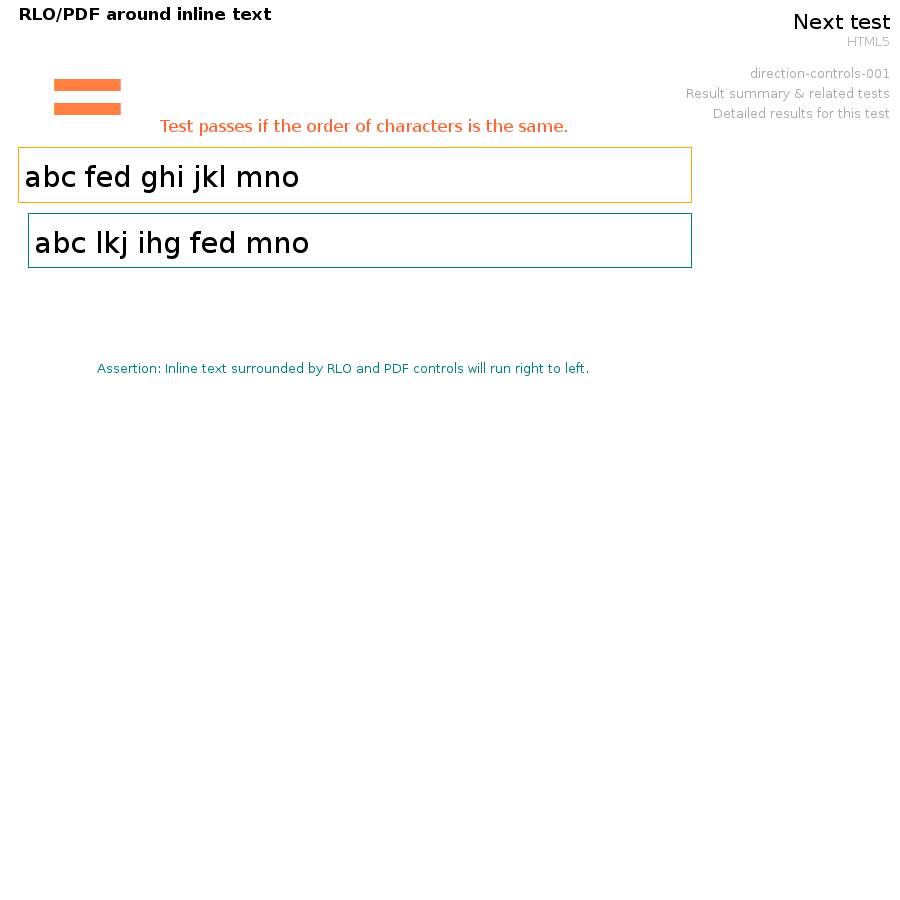 RLO/PDF around inline text
Next test
HTML5
direction-controls-001
Result summary & related tests
Detailed results for this test
Test passes if the order of characters is the same.
abc fed ghi jkl mno
abc lkj ihg fed mno
Assertion: Inline text surrounded by RLO and PDF controls will run right to left.